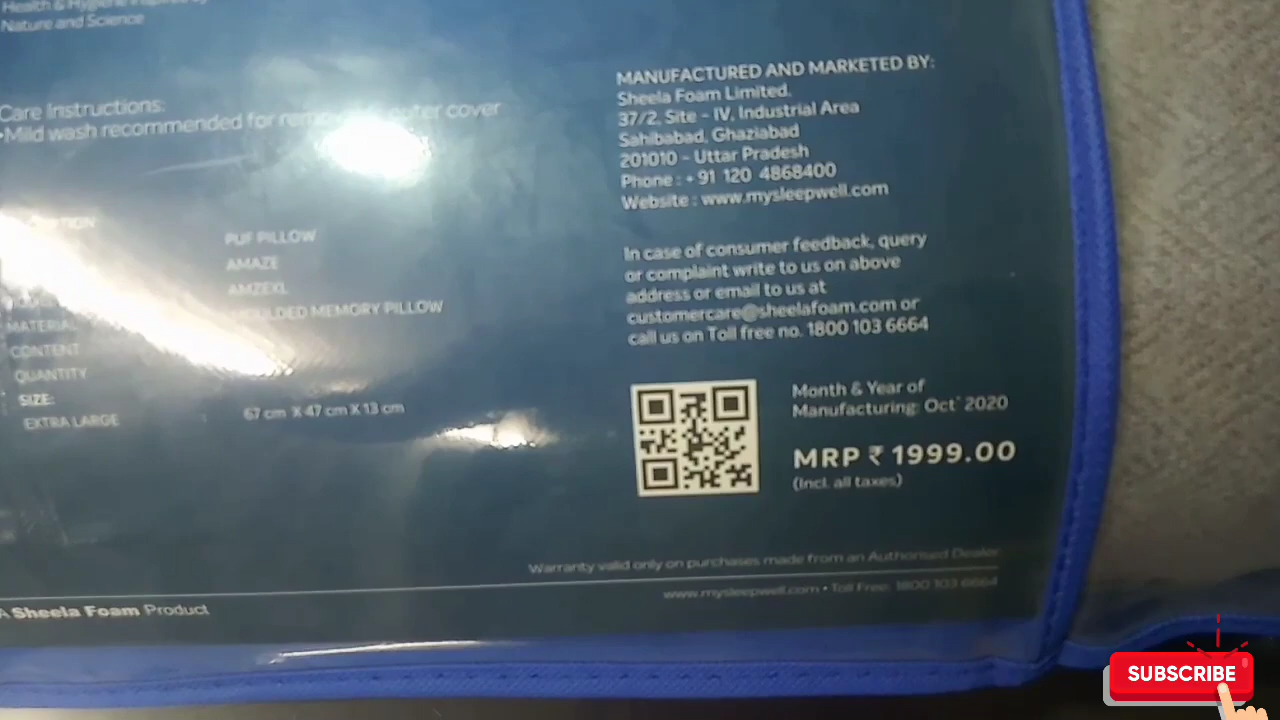 Health & Hygiene Inspired by
Nature and Science
Care Instructions:
•Mild wash recommended for cover
PUF PILLOW
AMAZE
AMZEXL
MOULDED MEMORY PILLOW
MATERIAL
CONTENT
QUANTITY
SIZE:
EXTRA LARGE
67 cm X 47 cm X 13 cm
A Sheela Foam Product
MANUFACTURED AND MARKETED BY:
Sheela Foam Limited.
37/2. Site - IV, Industrial Area
Sahibabad, Ghaziabad
201010 - Uttar Pradesh
Phone : + 91 120 4868400
Website : www.mysleepwell.com
In case of consumer feedback, query
or complaint write to us on above
address or email to us at
customercare@sheelafoam.com or
call us on Toll free no. 1800 103 6664
Month & Year of
Manufacturing: Oct' 2020
MRP ₹ 1999.00
(Incl. all taxes)
Warranty valid only on purchases made from an Authorised Dealer
www.mysleepwell.com • Toll Free: 1800 103 6664
SUBSCRIBE